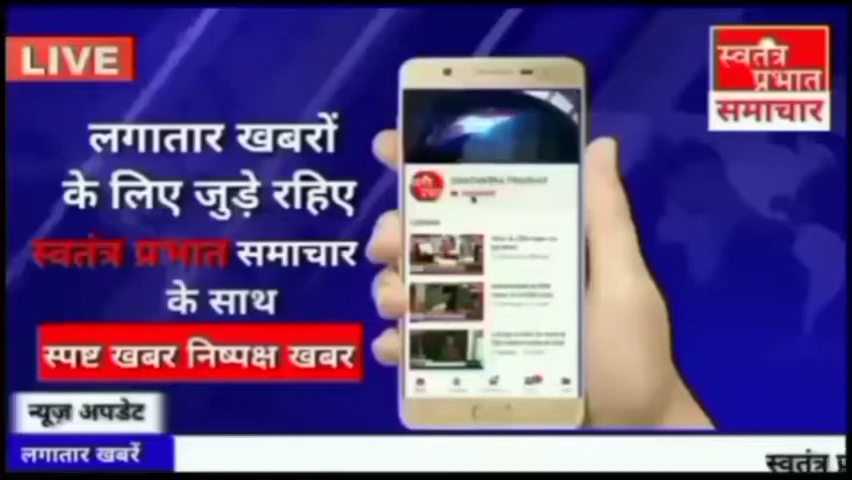 LIVE
स्वतंत्र
प्रभात
समाचार
लगातार खबरों
के लिए जुड़े रहिए
स्वतंत्र प्रभात समाचार
के साथ
स्पष्ट खबर निष्पक्ष खबर
न्यूज़ अपडेट
लगातार खबरें
स्वतंत्र